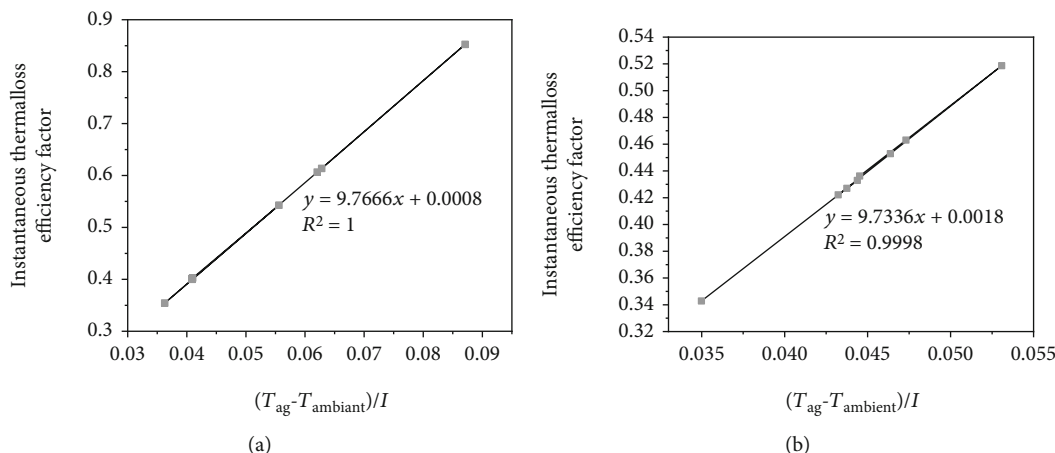 Instantaneous thermalloss
efficiency factor
0.9
0.8
0.7
0.6
0.5
0.4
0.3
y = 9.7666x + 0.0008
R² = 1
0.03 0.04 0.05 0.06 0.07 0.08 0.09
(T_ag-T_ambiant)/I
(a)
Instantaneous thermalloss
efficiency factor
0.54
0.52
0.50
0.48
0.46
0.44
0.42
0.40
0.38
0.36
0.34
0.32
y = 9.7336x + 0.0018
R² = 0.9998
0.035 0.040 0.045 0.050 0.055
(T_ag-T_ambient)/I
(b)